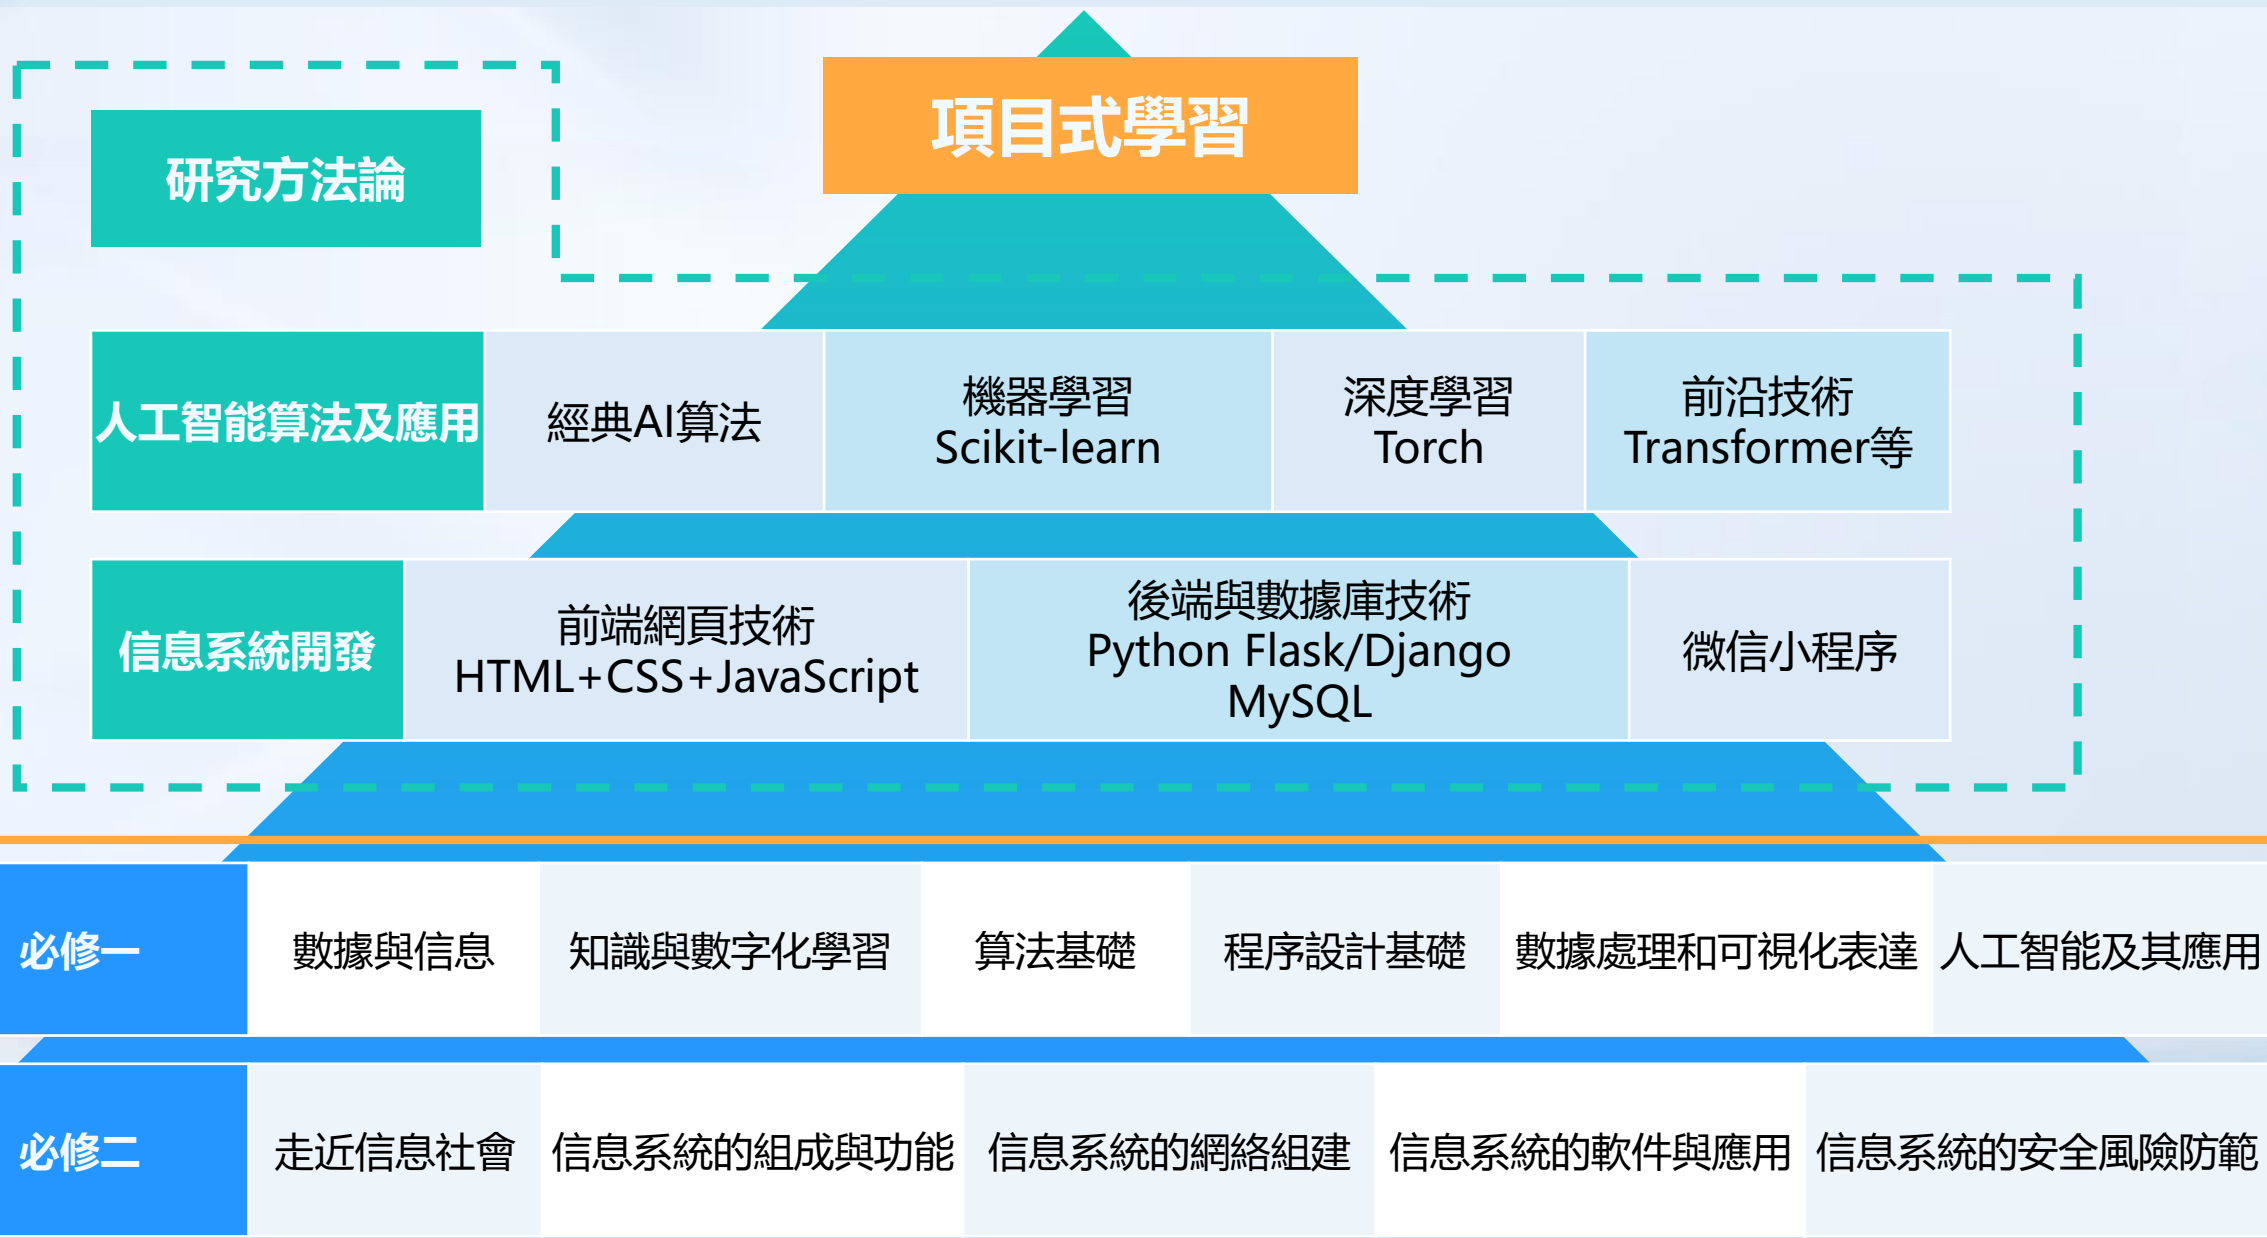 項目式學習
研究方法論
人工智能算法及應用
經典AI算法
機器學習
Scikit-learn
深度學習
Torch
前沿技術
Transformer等
信息系統開發
前端網頁技術
HTML+CSS+JavaScript
後端與數據庫技術
Python Flask/Django
MySQL
微信小程序
必修一
數據與信息
知識與數字化學習
算法基礎
程序設計基礎
數據處理和可視化表達
人工智能及其應用
必修二
走近信息社會
信息系統的組成與功能
信息系統的網絡組建
信息系統的軟件與應用
信息系統的安全風險防範